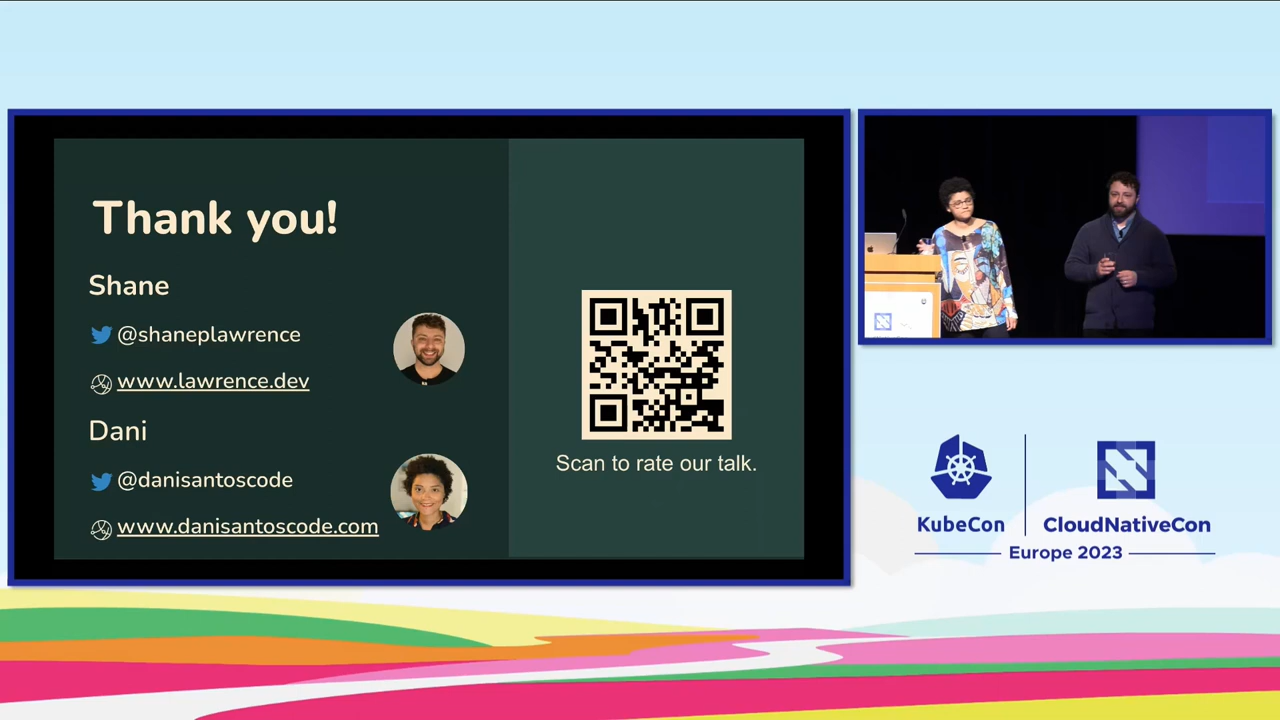 Thank you!
Shane
@shaneplawrence
www.lawrence.dev
Dani
@danisantoscode
www.danisantoscode.com
Scan to rate our talk.
KubeCon
CloudNativeCon
Europe 2023